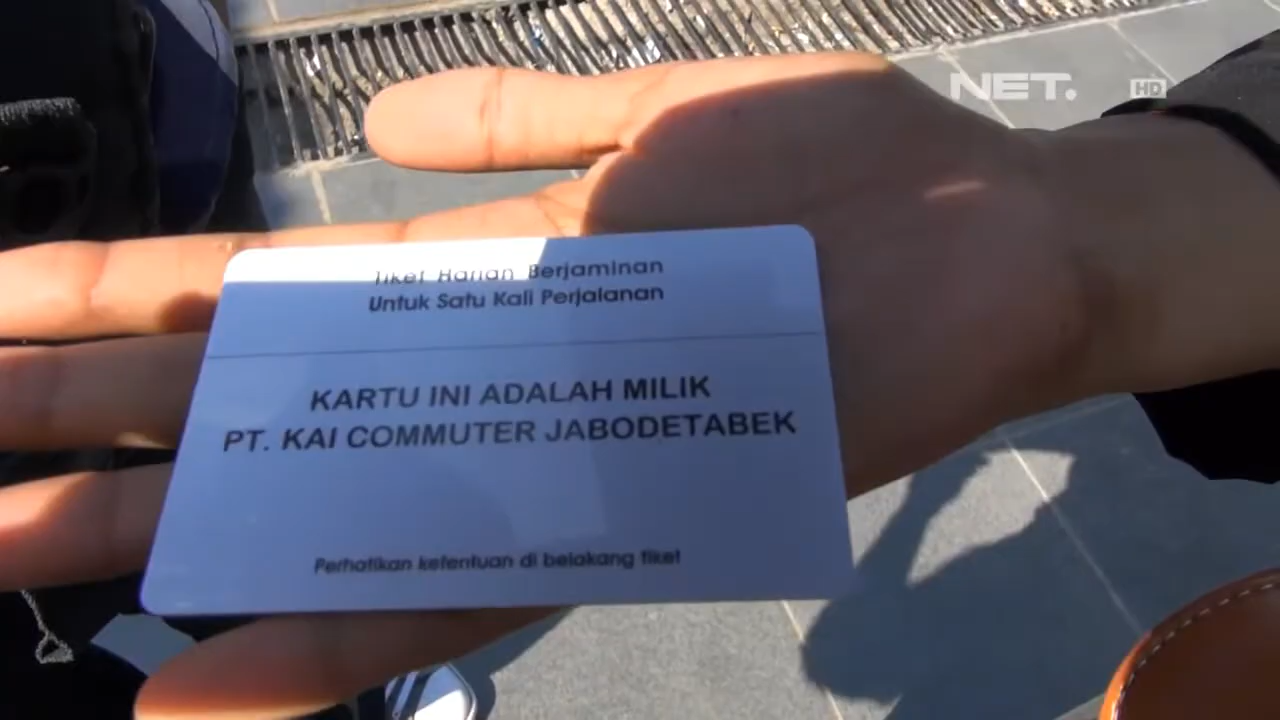 NET.
HD
Tiket Harian Berjaminan
Untuk Satu Kali Perjalanan
KARTU INI ADALAH MILIK
PT. KAI COMMUTER JABODETABEK
Perhatikan ketentuan di belakang tiket